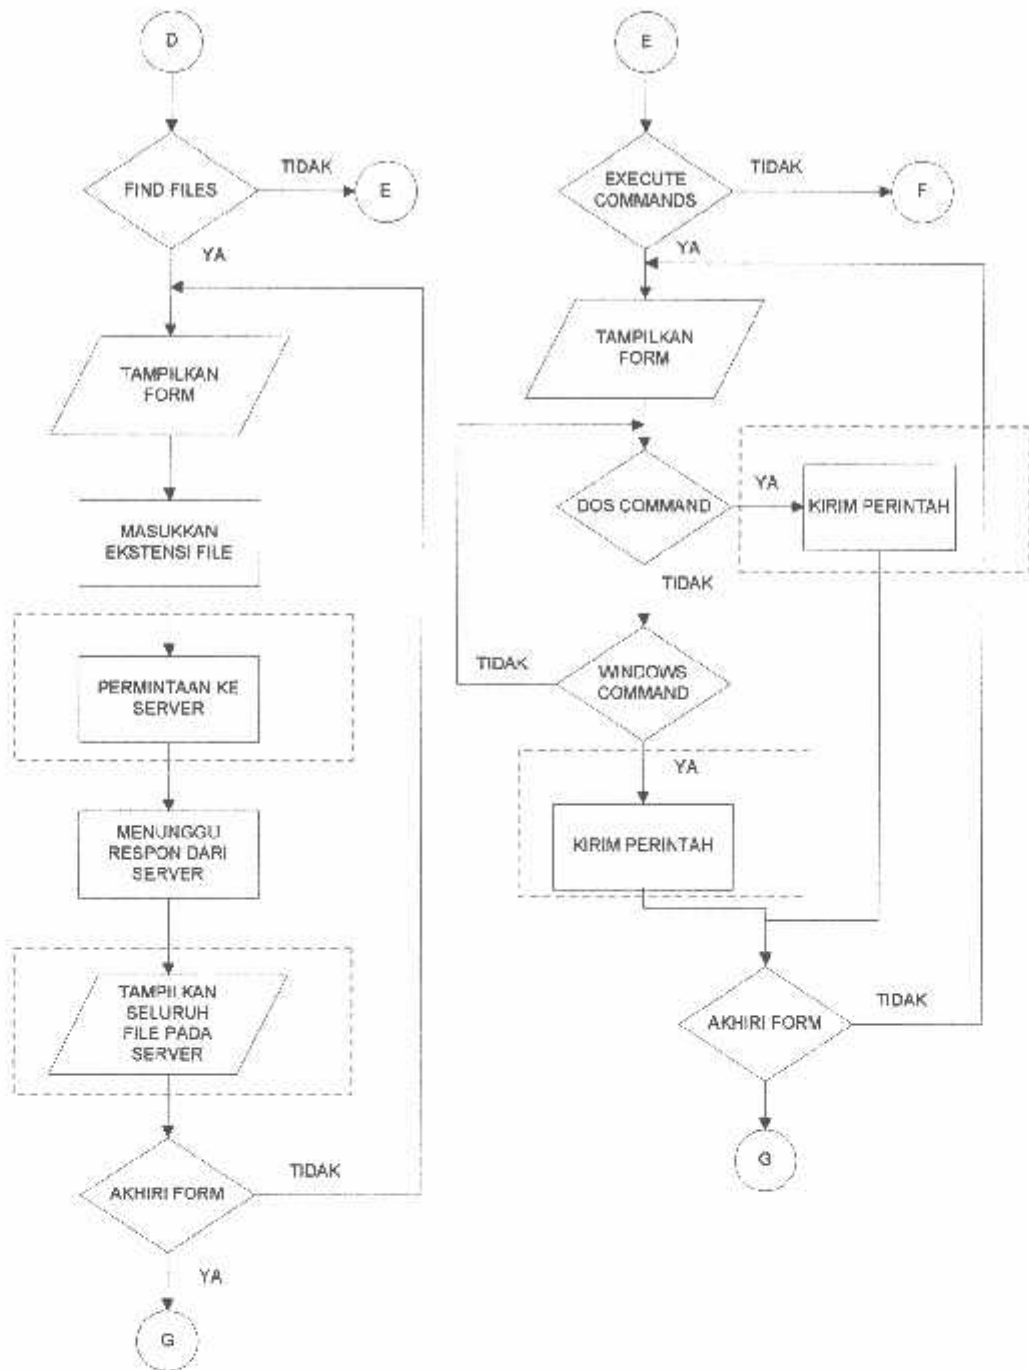 D
FIND FILES
TIDAK
E
YA
TAMPILKAN
FORM
MASUKKAN
EKSTENSI FILE
PERMINTAAN KE
SERVER
MENUNGGU
RESPON DARI
SERVER
TAMPILKAN
SELURUH
FILE PADA
SERVER
AKHIRI FORM
TIDAK
YA
G
E
EXECUTE
COMMANDS
TIDAK
F
YA
TAMPILKAN
FORM
DOS COMMAND
YA
KIRIM PERINTAH
TIDAK
WINDOWS
COMMAND
TIDAK
YA
KIRIM PERINTAH
AKHIRI FORM
TIDAK
G